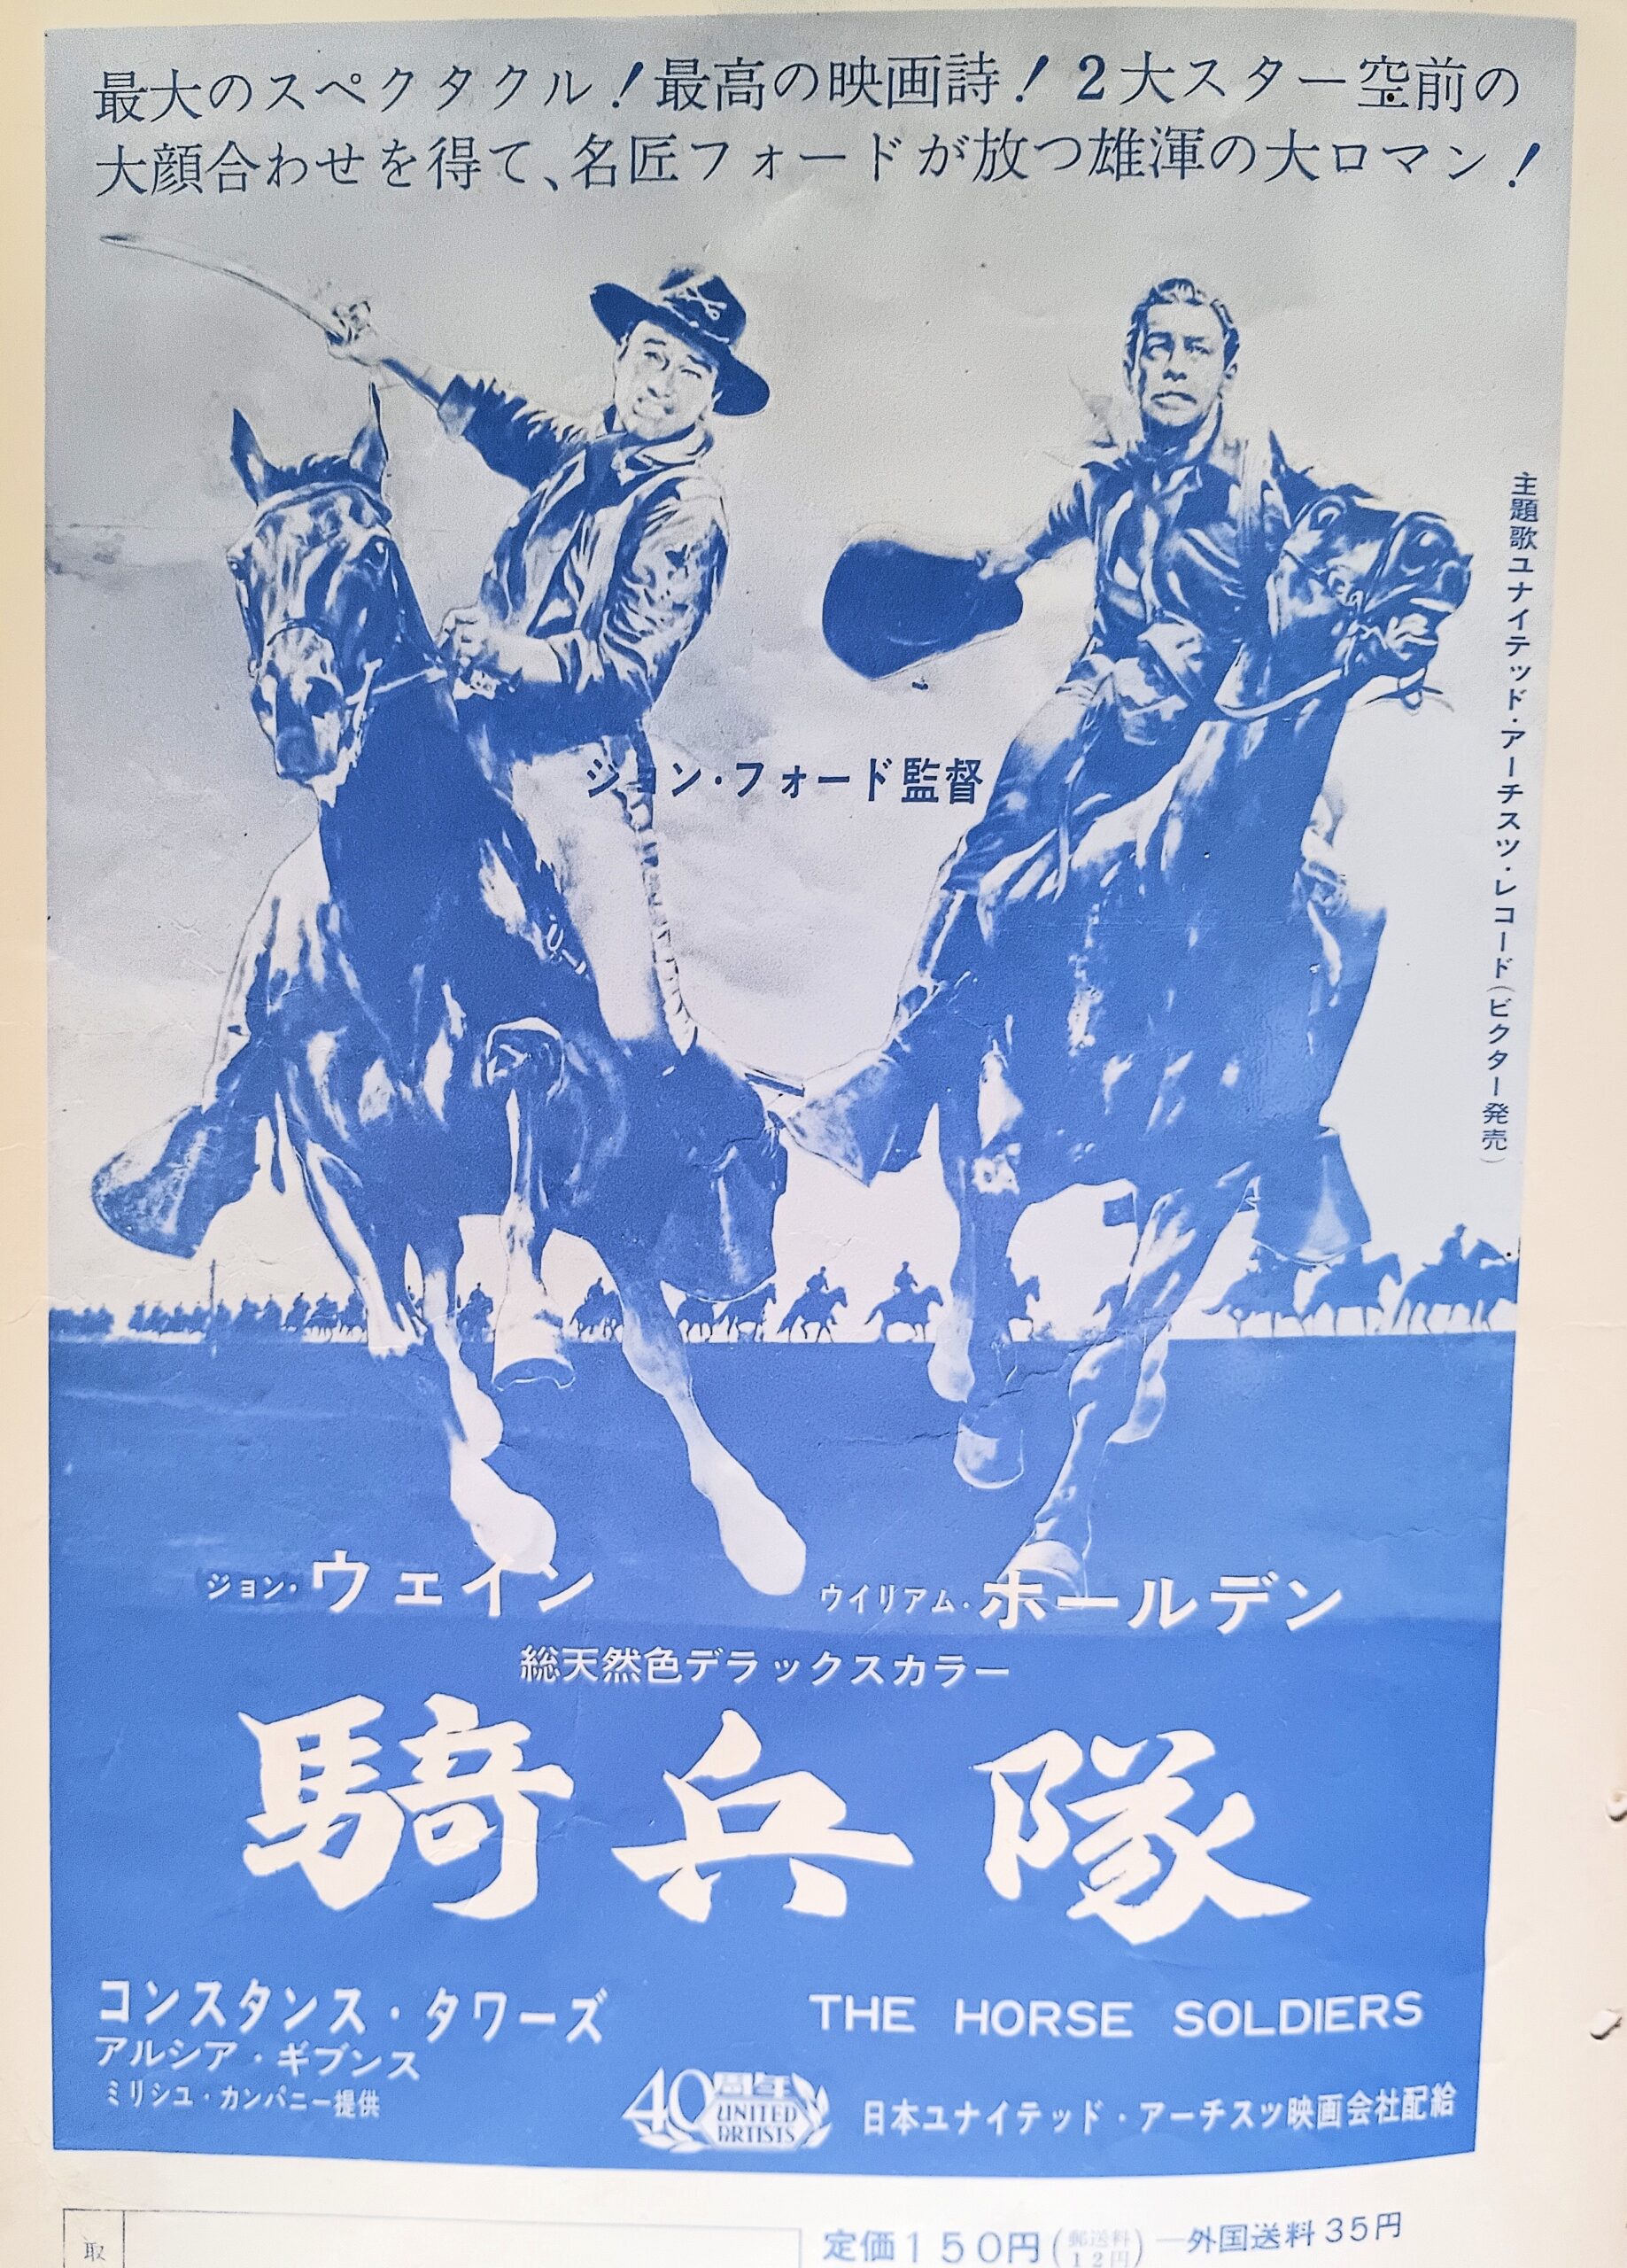 最大のスペクタクル!最高の映画詩!2大スター空前の
大顔合わせを得て、名匠フォードが放つ雄渾の大ロマン!
主題歌ユナイテッド・アーチスツ・レコード(ビクター発売)
ジョン・フォード監督
ジョン・ウェイン
ウイリアム・ホールデン
総天然色デラックスカラー
騎兵隊
コンスタンス・タワーズ
THE HORSE SOLDIERS
アルシア・ギブンス
ミリシュ・カンパニー提供
40周年
UNITED
ARTISTS
日本ユナイテッド・アーチスツ映画会社配給
取
定価150円(郵送料12円)―外国送料35円